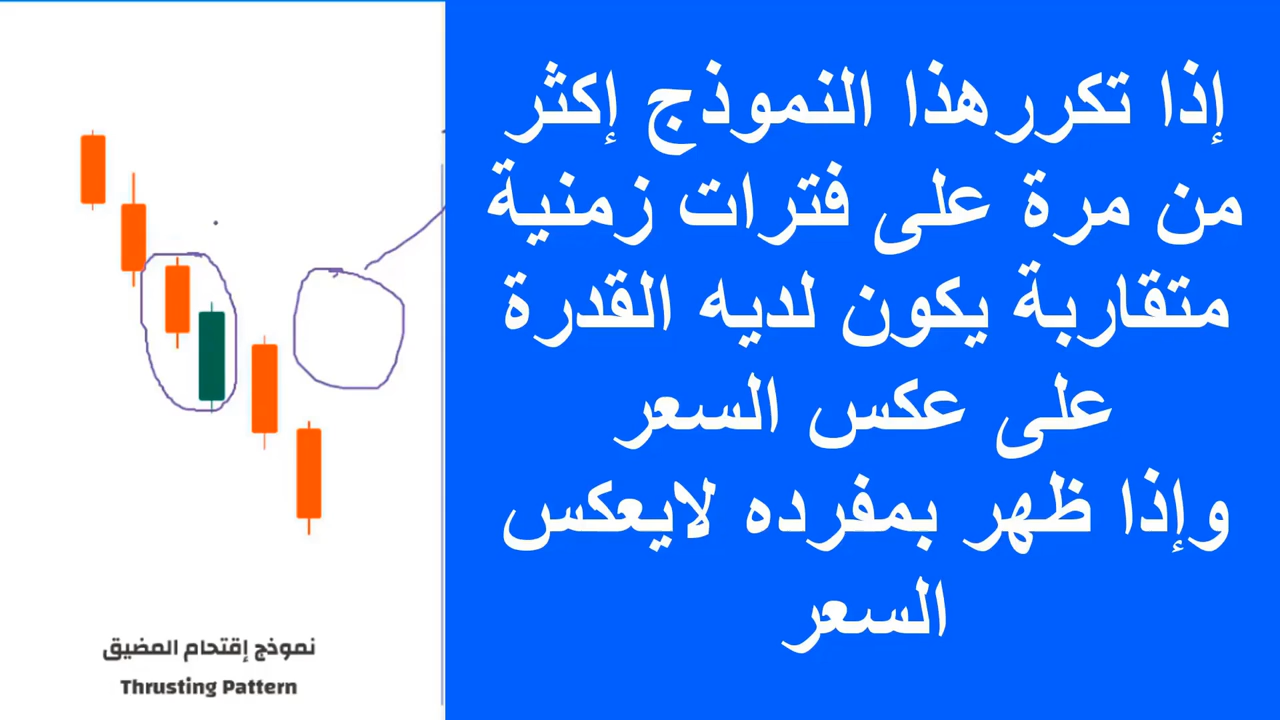 إذا تكررهذا النموذج إكثر
من مرة على فترات زمنية
متقاربة يكون لديه القدرة
على عكس السعر
وإذا ظهر بمفرده لايعكس
السعر
نموذج إقتحام المضيق
Thrusting Pattern